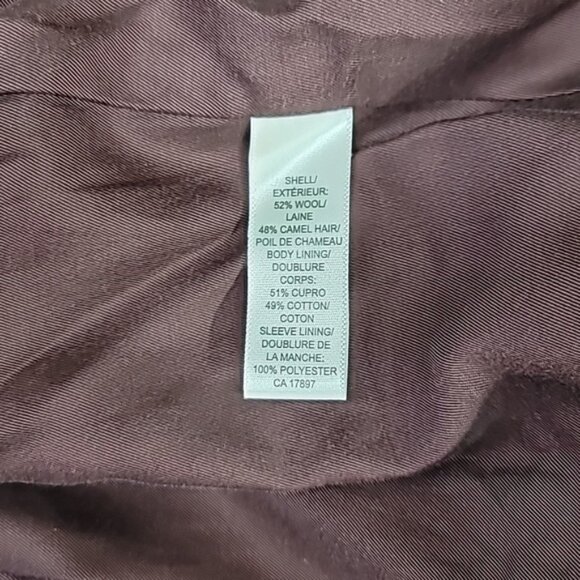 SHELL/
EXTÉRIEUR:
52% WOOL/
LAINE
48% CAMEL HAIR/
POIL DE CHAMEAU
BODY LINING/
DOUBLURE
CORPS:
51% CUPRO
49% COTTON/
COTON
SLEEVE LINING/
DOUBLURE DE
LA MANCHE:
100% POLYESTER
CA 17897